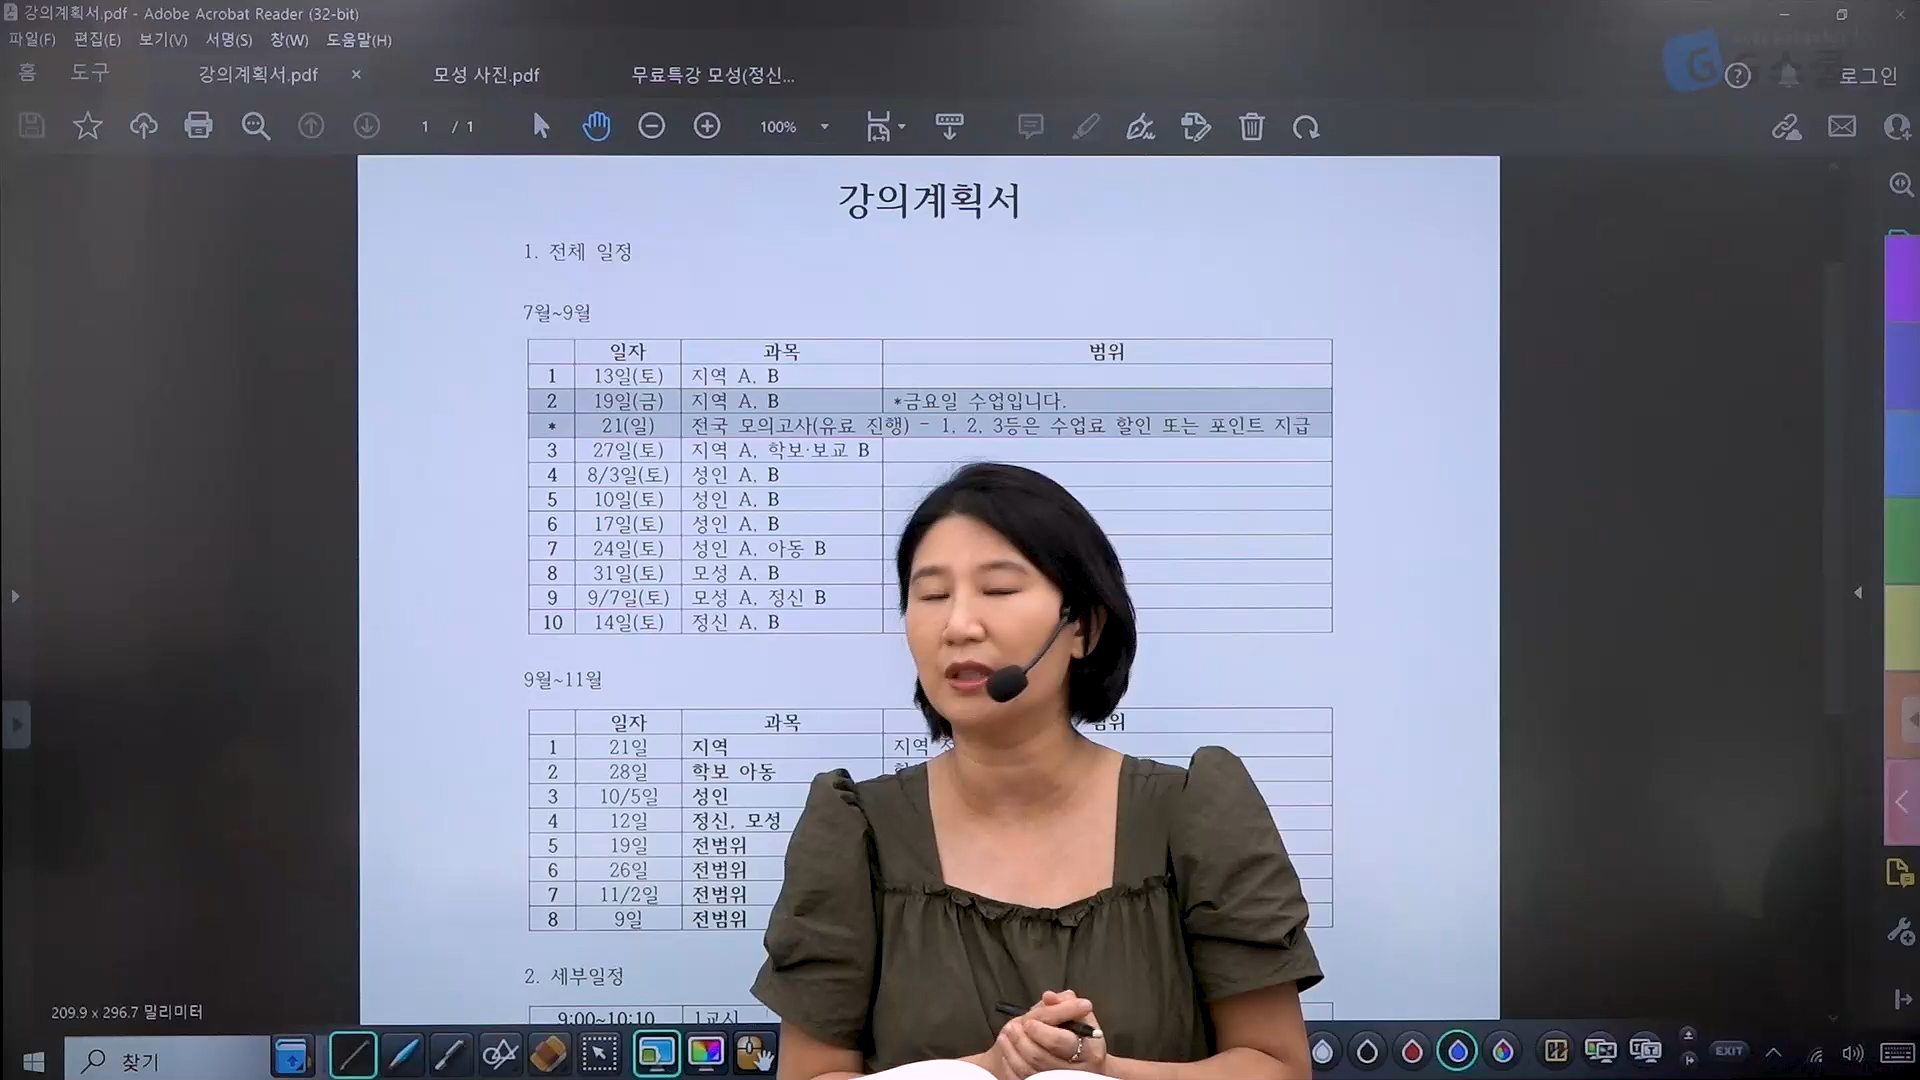 강의계획서.pdf - Adobe Acrobat Reader (32-bit)
파일(F) 편집(E) 보기(V) 서명(S) 창(W) 도움말(H)
홈 도구 강의계획서.pdf × 모성 사진.pdf 무료특강 모성(정신... 로그인
1 / 1 100%
강의계획서
1. 전체 일정
7월~9월
일자 과목 범위
1 13일(토) 지역 A, B
2 19일(금) 지역 A, B *금요일 수업입니다.
* 21(일) 전국 모의고사(유료 진행) - 1, 2, 3등은 수업료 할인 또는 포인트 지급
3 27일(토) 지역 A, 학보·보교 B
4 8/3일(토) 성인 A, B
5 10일(토) 성인 A, B
6 17일(토) 성인 A, B
7 24일(토) 성인 A, 아동 B
8 31일(토) 모성 A, B
9 9/7일(토) 모성 A, 정신 B
10 14일(토) 정신 A, B
9월~11월
일자 과목
1 21일 지역 지역
2 28일 학보 아동
3 10/5일 성인
4 12일 정신, 모성
5 19일 전범위
6 26일 전범위
7 11/2일 전범위
8 9일 전범위
2. 세부일정
9:00~10:10 1교시
209.9 x 296.7 밀리미터
찾기 EXIT